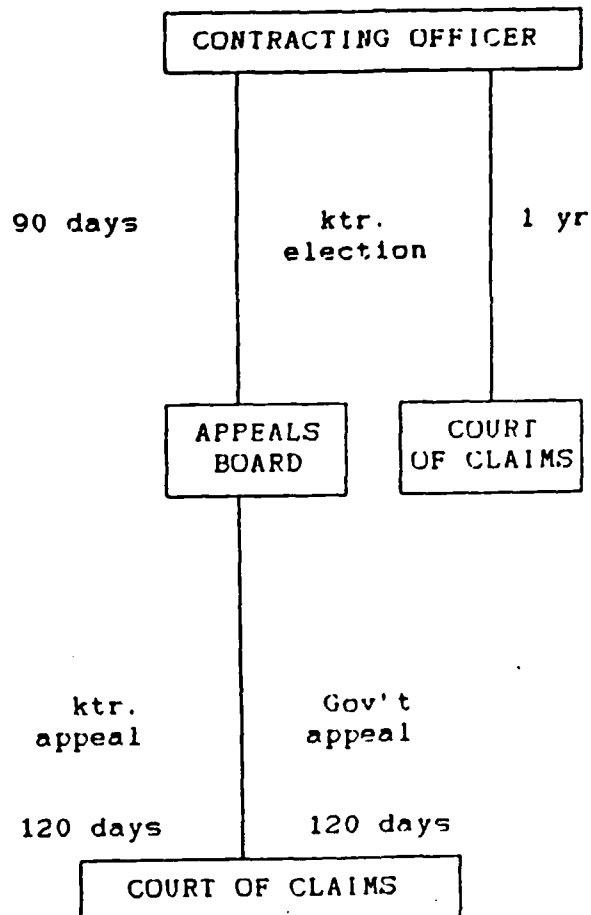 CONTRACTING OFFICER
90 days
ktr.
election
1 yr
APPEALS
BOARD
COURT
OF CLAIMS
ktr.
appeal
Gov't
appeal
120 days
120 days
COURT OF CLAIMS